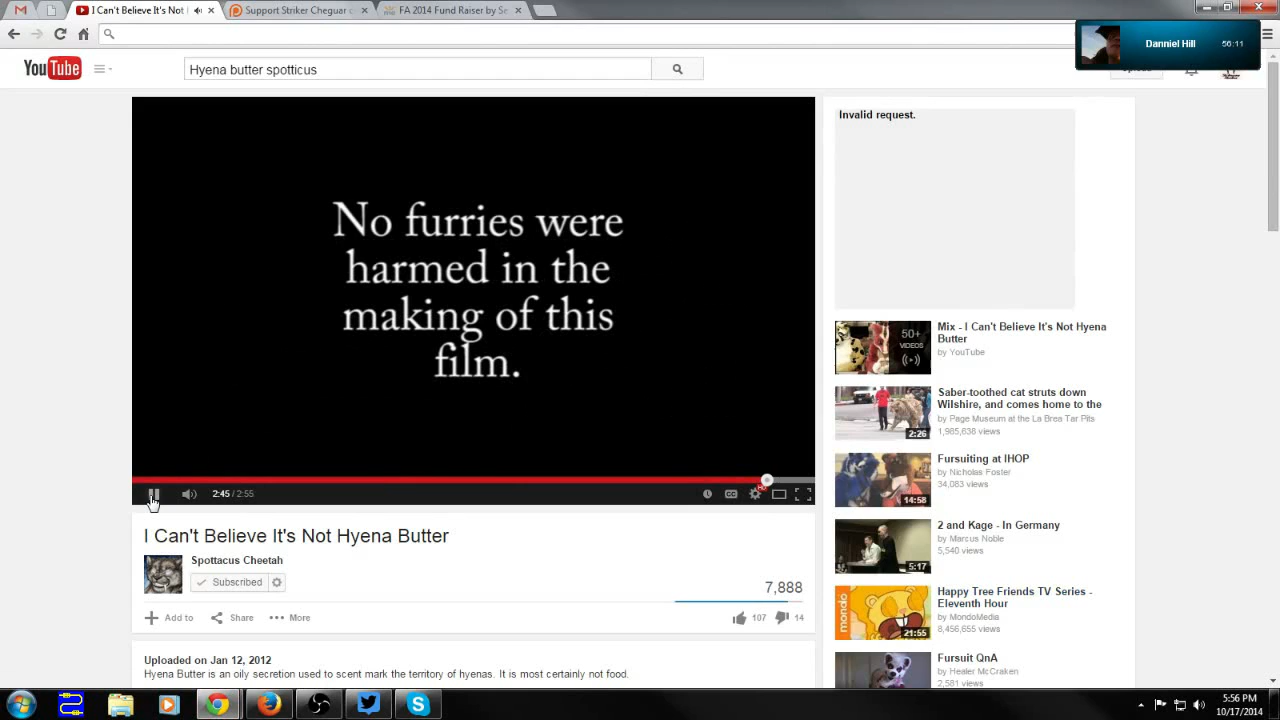 I Can't Believe It's Not
Support Striker Cheguar
FA 2014 Fund Raiser by Se
Danniel Hill
56:11
YouTube
Hyena butter spotticus
No furries were
harmed in the
making of this
film.
2:45 / 2:55
I Can't Believe It's Not Hyena Butter
Spottacus Cheetah
Subscribed
7,888
Add to
Share
More
107
14
Uploaded on Jan 12, 2012
Hyena Butter is an oily secretion used to scent mark the territory of hyenas. It is most certainly not food.
Invalid request.
50+
VIDEOS
Mix - I Can't Believe It's Not Hyena
Butter
by YouTube
2:26
Saber-toothed cat struts down
Wilshire, and comes home to the
by Page Museum at the La Brea Tar Pits
1,985,638 views
14:58
Fursuiting at IHOP
by Nicholas Foster
34,083 views
5:17
2 and Kage - In Germany
by Marcus Noble
5,540 views
mondo
21:55
Happy Tree Friends TV Series -
Eleventh Hour
by MondoMedia
8,456,655 views
Fursuit QnA
by Healer McCraken
2,581 views
5:56 PM
10/17/2014